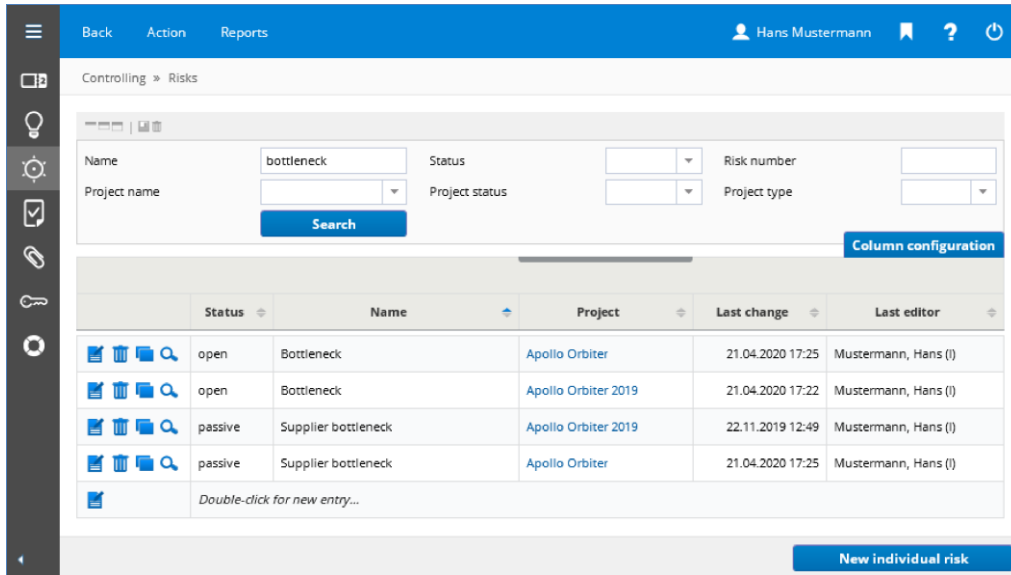 Back Action Reports Hans Mustermann ?
2
Controlling » Risks
Name bottleneck Status Risk number
Project name Project status Project type
Search
Column configuration
Status Name Project Last change Last editor
open Bottleneck Apollo Orbiter 21.04.2020 17:25 Mustermann, Hans (I)
open Bottleneck Apollo Orbiter 2019 21.04.2020 17:22 Mustermann, Hans (I)
passive Supplier bottleneck Apollo Orbiter 2019 22.11.2019 12:49 Mustermann, Hans (I)
passive Supplier bottleneck Apollo Orbiter 21.04.2020 17:25 Mustermann, Hans (I)
Double-click for new entry...
New individual risk